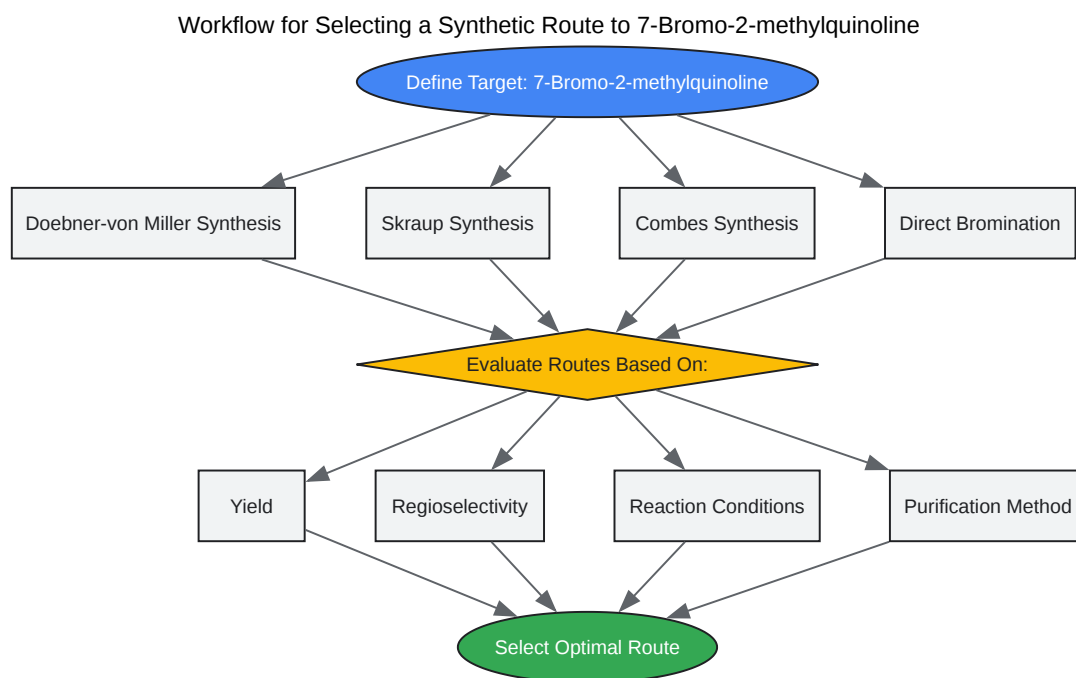 Workflow for Selecting a Synthetic Route to 7-Bromo-2-methylquinoline
Define Target: 7-Bromo-2-methylquinoline
Doebner-von Miller Synthesis
Skraup Synthesis
Combes Synthesis
Direct Bromination
Evaluate Routes Based On:
Yield
Regioselectivity
Reaction Conditions
Purification Method
Select Optimal Route